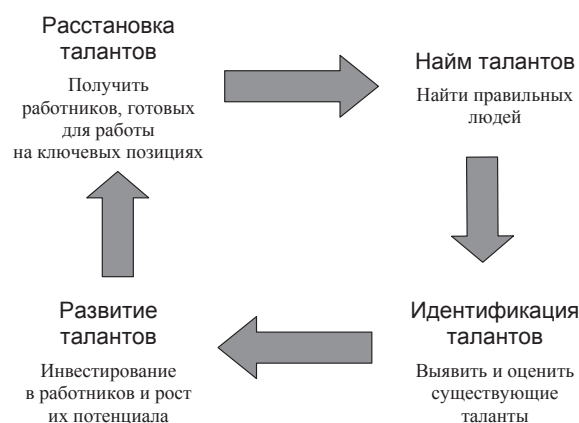 Расстановка
талантов
Получить
работников, готовых
для работы
на ключевых позициях
Найм талантов
Найти правильных
людей
Развитие
талантов
Инвестирование
в работников и рост
их потенциала
Идентификация
талантов
Выявить и оценить
существующие
таланты